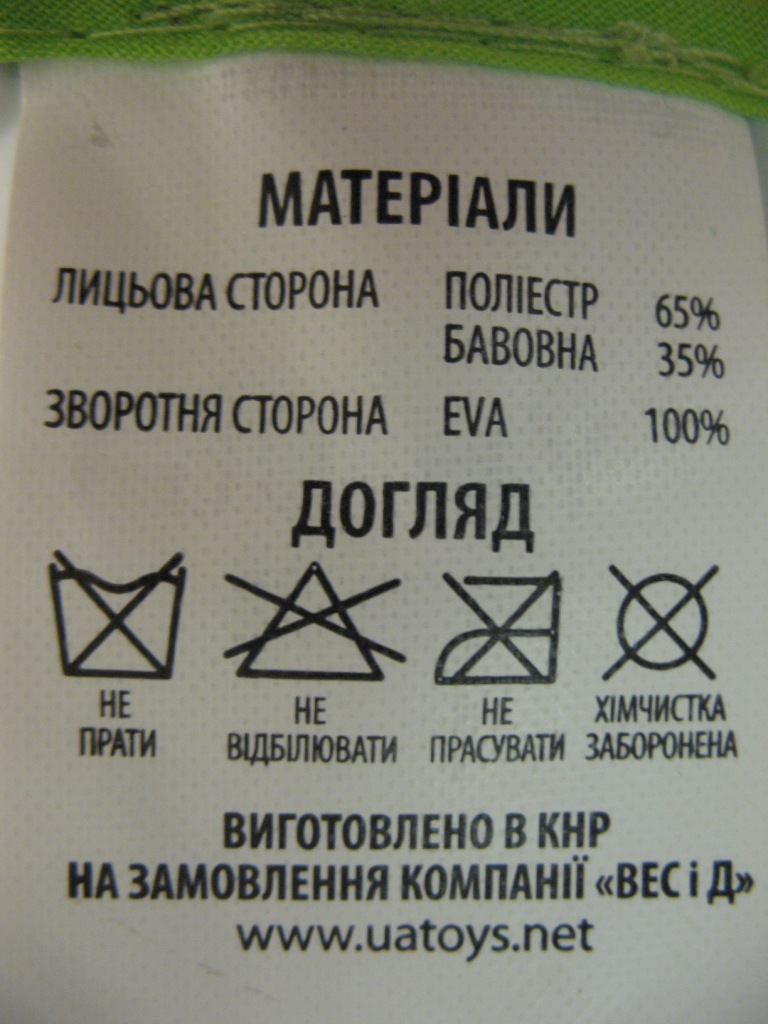 МАТЕРІАЛИ
ЛИЦЬОВА СТОРОНА ПОЛІЕСТР 65%
БАВОВНА 35%
ЗВОРОТНЯ СТОРОНА EVA 100%
ДОГЛЯД
НЕ ПРАТИ
НЕ ВІДБІЛЮВАТИ
НЕ ПРАСУВАТИ
ХІМЧИСТКА ЗАБОРОНЕНА
ВИГОТОВЛЕНО В КНР
НА ЗАМОВЛЕННЯ КОМПАНІЇ «ВЕС і Д»
www.uatoys.net